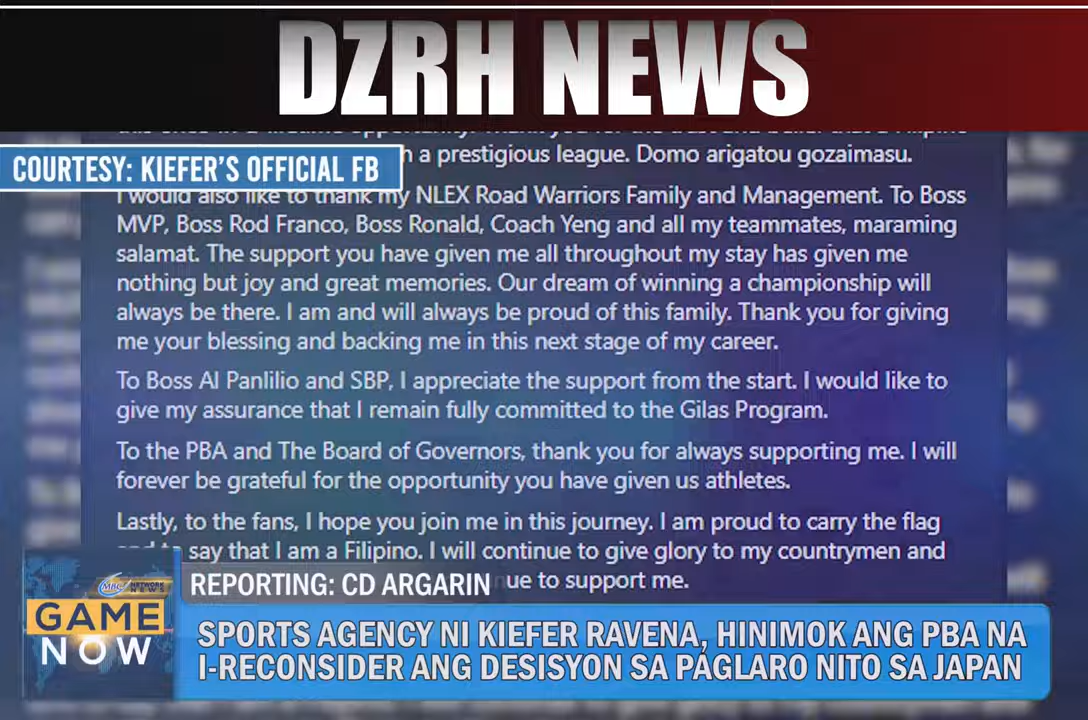 DZRH NEWS
COURTESY: KIEFER'S OFFICIAL FB
h a prestigious league. Domo arigatou gozaimasu.
I would also like to thank my NLEX Road Warriors Family and Management. To Boss
MVP, Boss Rod Franco, Boss Ronald, Coach Yeng and all my teammates, maraming
salamat. The support you have given me all throughout my stay has given me
nothing but joy and great memories. Our dream of winning a championship will
always be there. I am and will always be proud of this family. Thank you for giving
me your blessing and backing me in this next stage of my career.
To Boss Al Panlilio and SBP, I appreciate the support from the start. I would like to
give my assurance that I remain fully committed to the Gilas Program.
To the PBA and The Board of Governors, thank you for always supporting me. I will
forever be grateful for the opportunity you have given us athletes.
Lastly, to the fans, I hope you join me in this journey. I am proud to carry the flag
say that I am a Filipino. I will continue to give glory to my countrymen and
ue to support me.
REPORTING: CD ARGARIN
MBC NETWORK NEWS
GAME
NOW
SPORTS AGENCY NI KIEFER RAVENA, HINIMOK ANG PBA NA
I-RECONSIDER ANG DESISYON SA PAGLARO NITO SA JAPAN